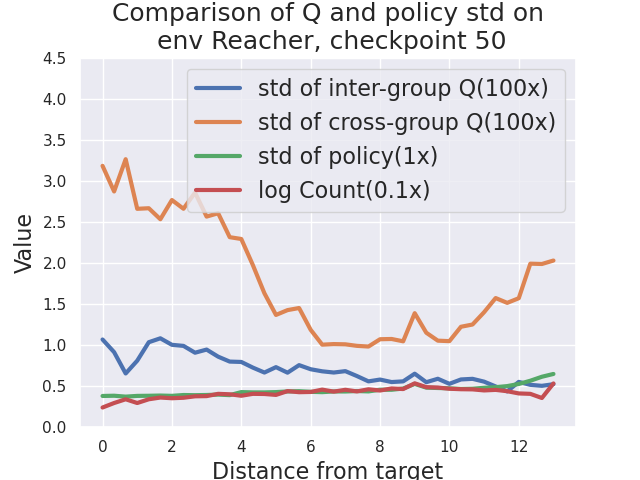 Comparison of Q and policy std on
env Reacher, checkpoint 50
4.5
4.0
3.5
3.0
2.5
2.0
1.5
1.0
0.5
0.0
Value
std of inter-group Q(100x)
std of cross-group Q(100x)
std of policy(1x)
log Count(0.1x)
0 2 4 6 8 10 12
Distance from target